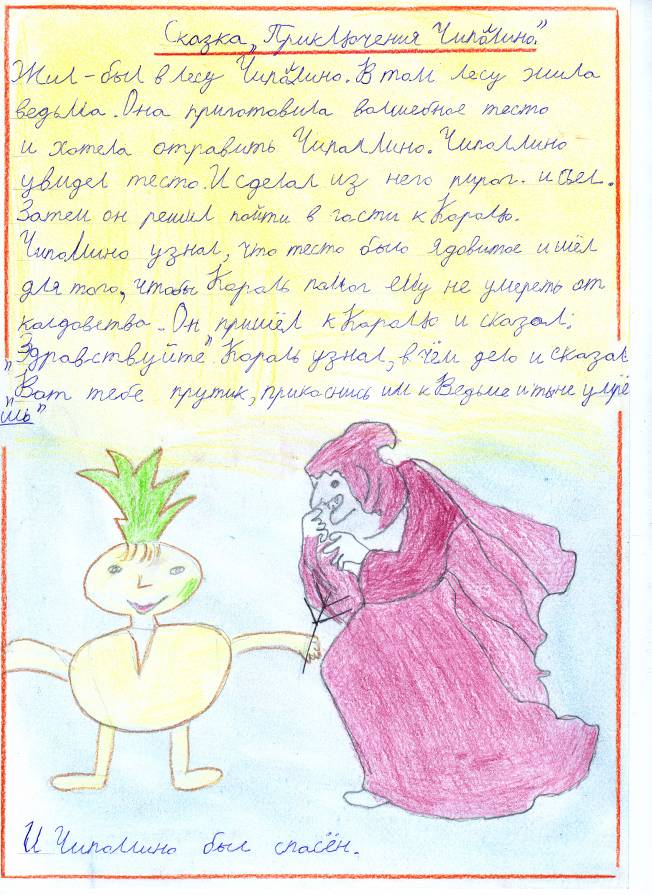 Сказка „Приключения Чиполлино."
Жил-был в лесу Чиполлино. В том лесу жила
ведьма. Она приготовила волшебное тесто
и хотела отравить Чиполлино. Чиполлино
увидел тесто. И сделал из него пирог. и съел.
Затем он решил пойти в гости к Королю.
Чиполлино узнал, что тесто было ядовитое и шёл
для того, чтобы Король помог ему не умереть от
колдовства. Он пришёл к Королю и сказал:
„Здравствуйте" Король узнал, в чём дело и сказал
„Вот тебе прутик, прикоснись им к Ведьме и ты не умрё
шь"
И Чиполлино был спасён.